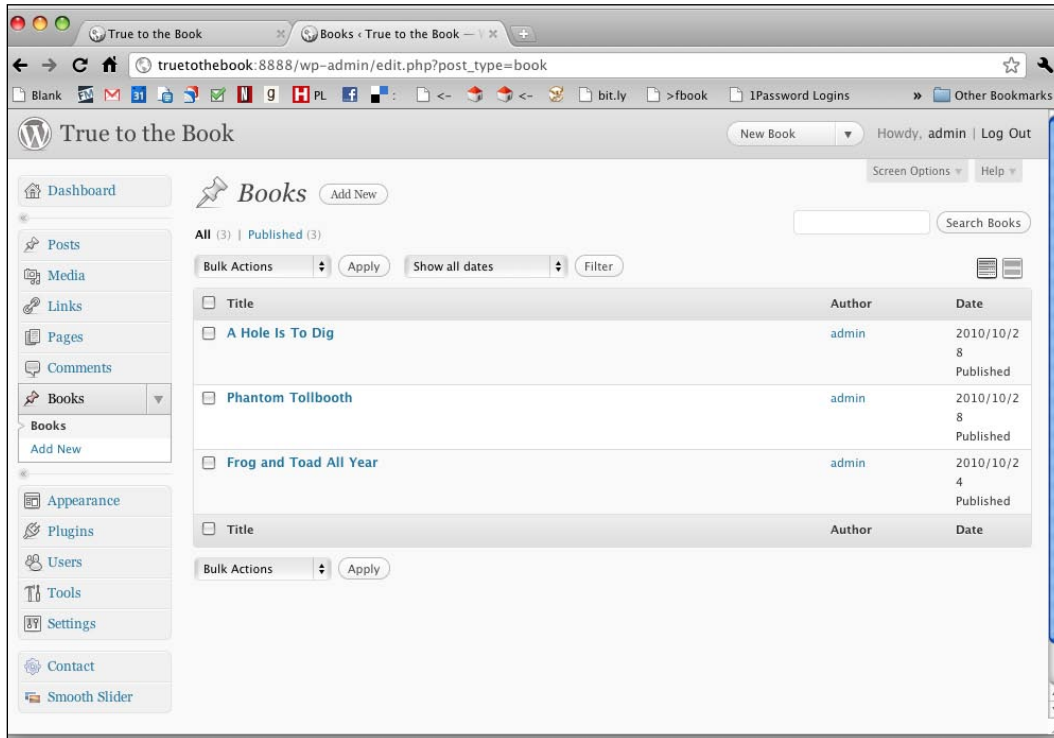 True to the Book
Books ‹ True to the Book —
truetothebook:8888/wp-admin/edit.php?post_type=book
Blank FM M 31 N g H PL f : <- <- bit.ly >fbook 1Password Logins » Other Bookmarks
True to the Book
New Book
Howdy, admin | Log Out
Screen Options
Help
Dashboard
Posts
Media
Links
Pages
Comments
Books
Books
Add New
Appearance
Plugins
Users
Tools
Settings
Contact
Smooth Slider
Books Add New
All (3) | Published (3)
Search Books
Bulk Actions Apply Show all dates Filter
Title Author Date
A Hole Is To Dig admin 2010/10/2
8
Published
Phantom Tollbooth admin 2010/10/2
8
Published
Frog and Toad All Year admin 2010/10/2
4
Published
Title Author Date
Bulk Actions Apply